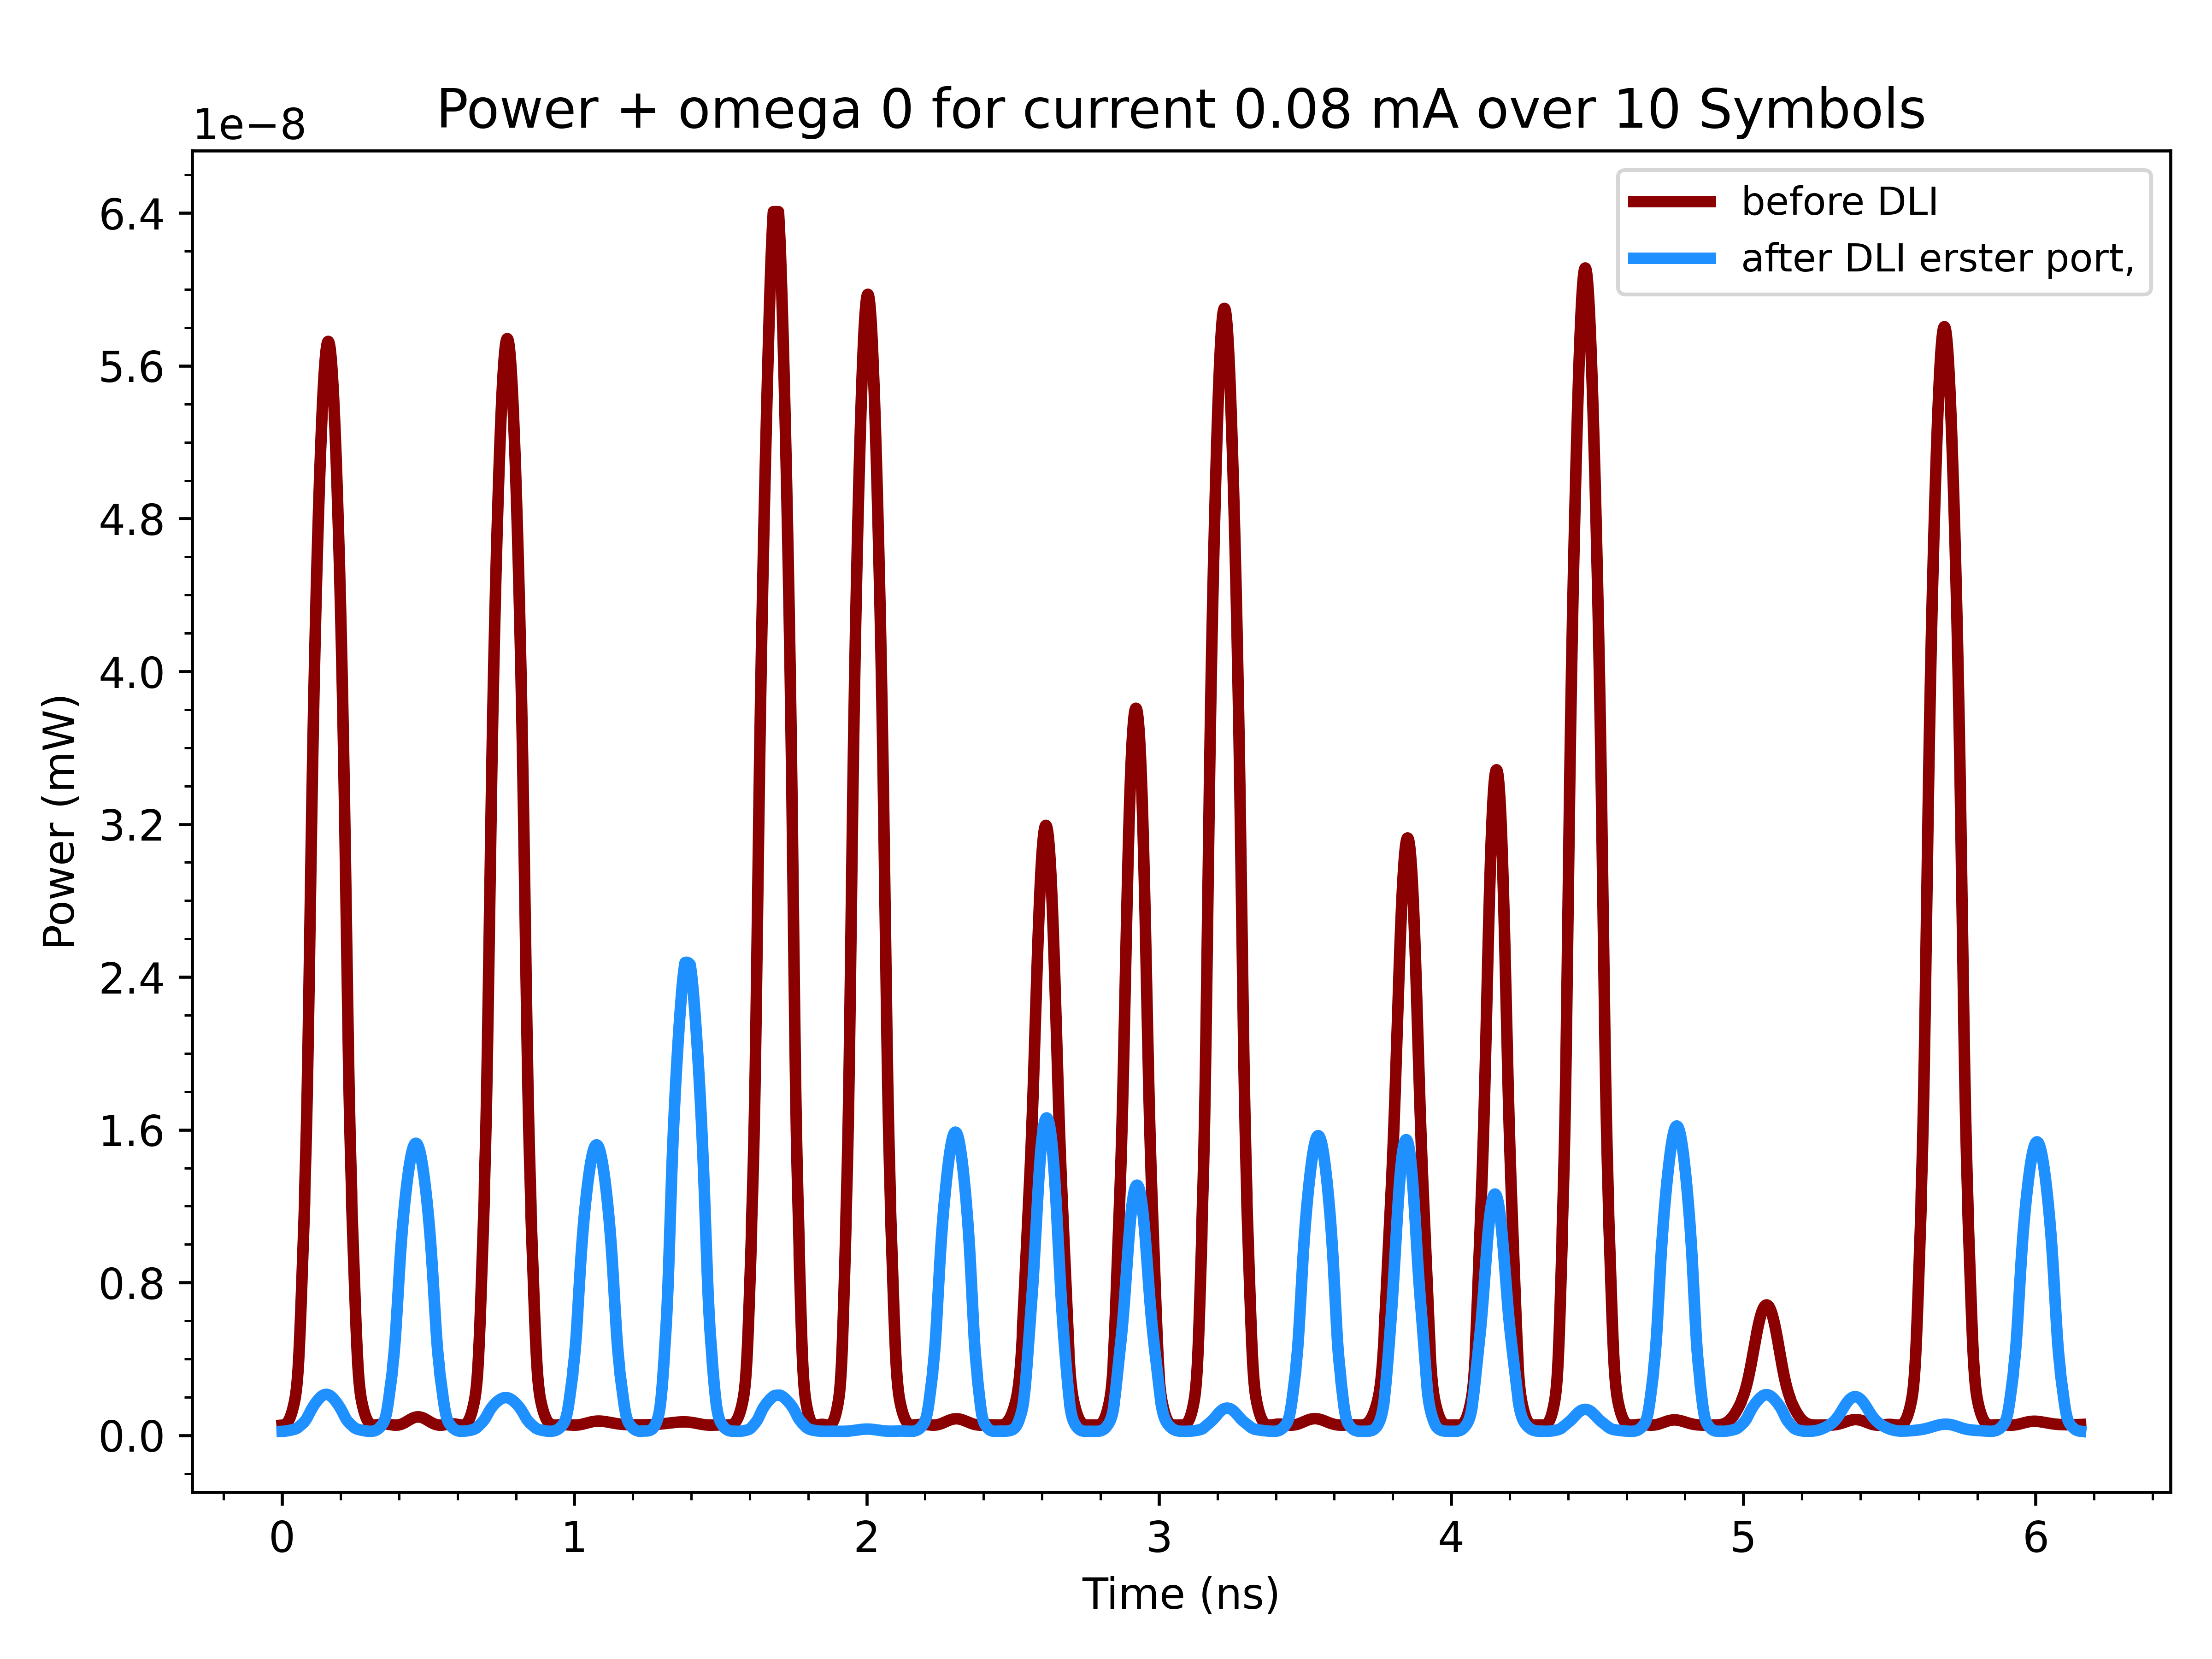 Power + omega 0 for current 0.08 mA over 10 Symbols
1e−8
before DLI
after DLI erster port,
6.4
5.6
4.8
4.0
3.2
2.4
1.6
0.8
0.0
Power (mW)
0 1 2 3 4 5 6
Time (ns)